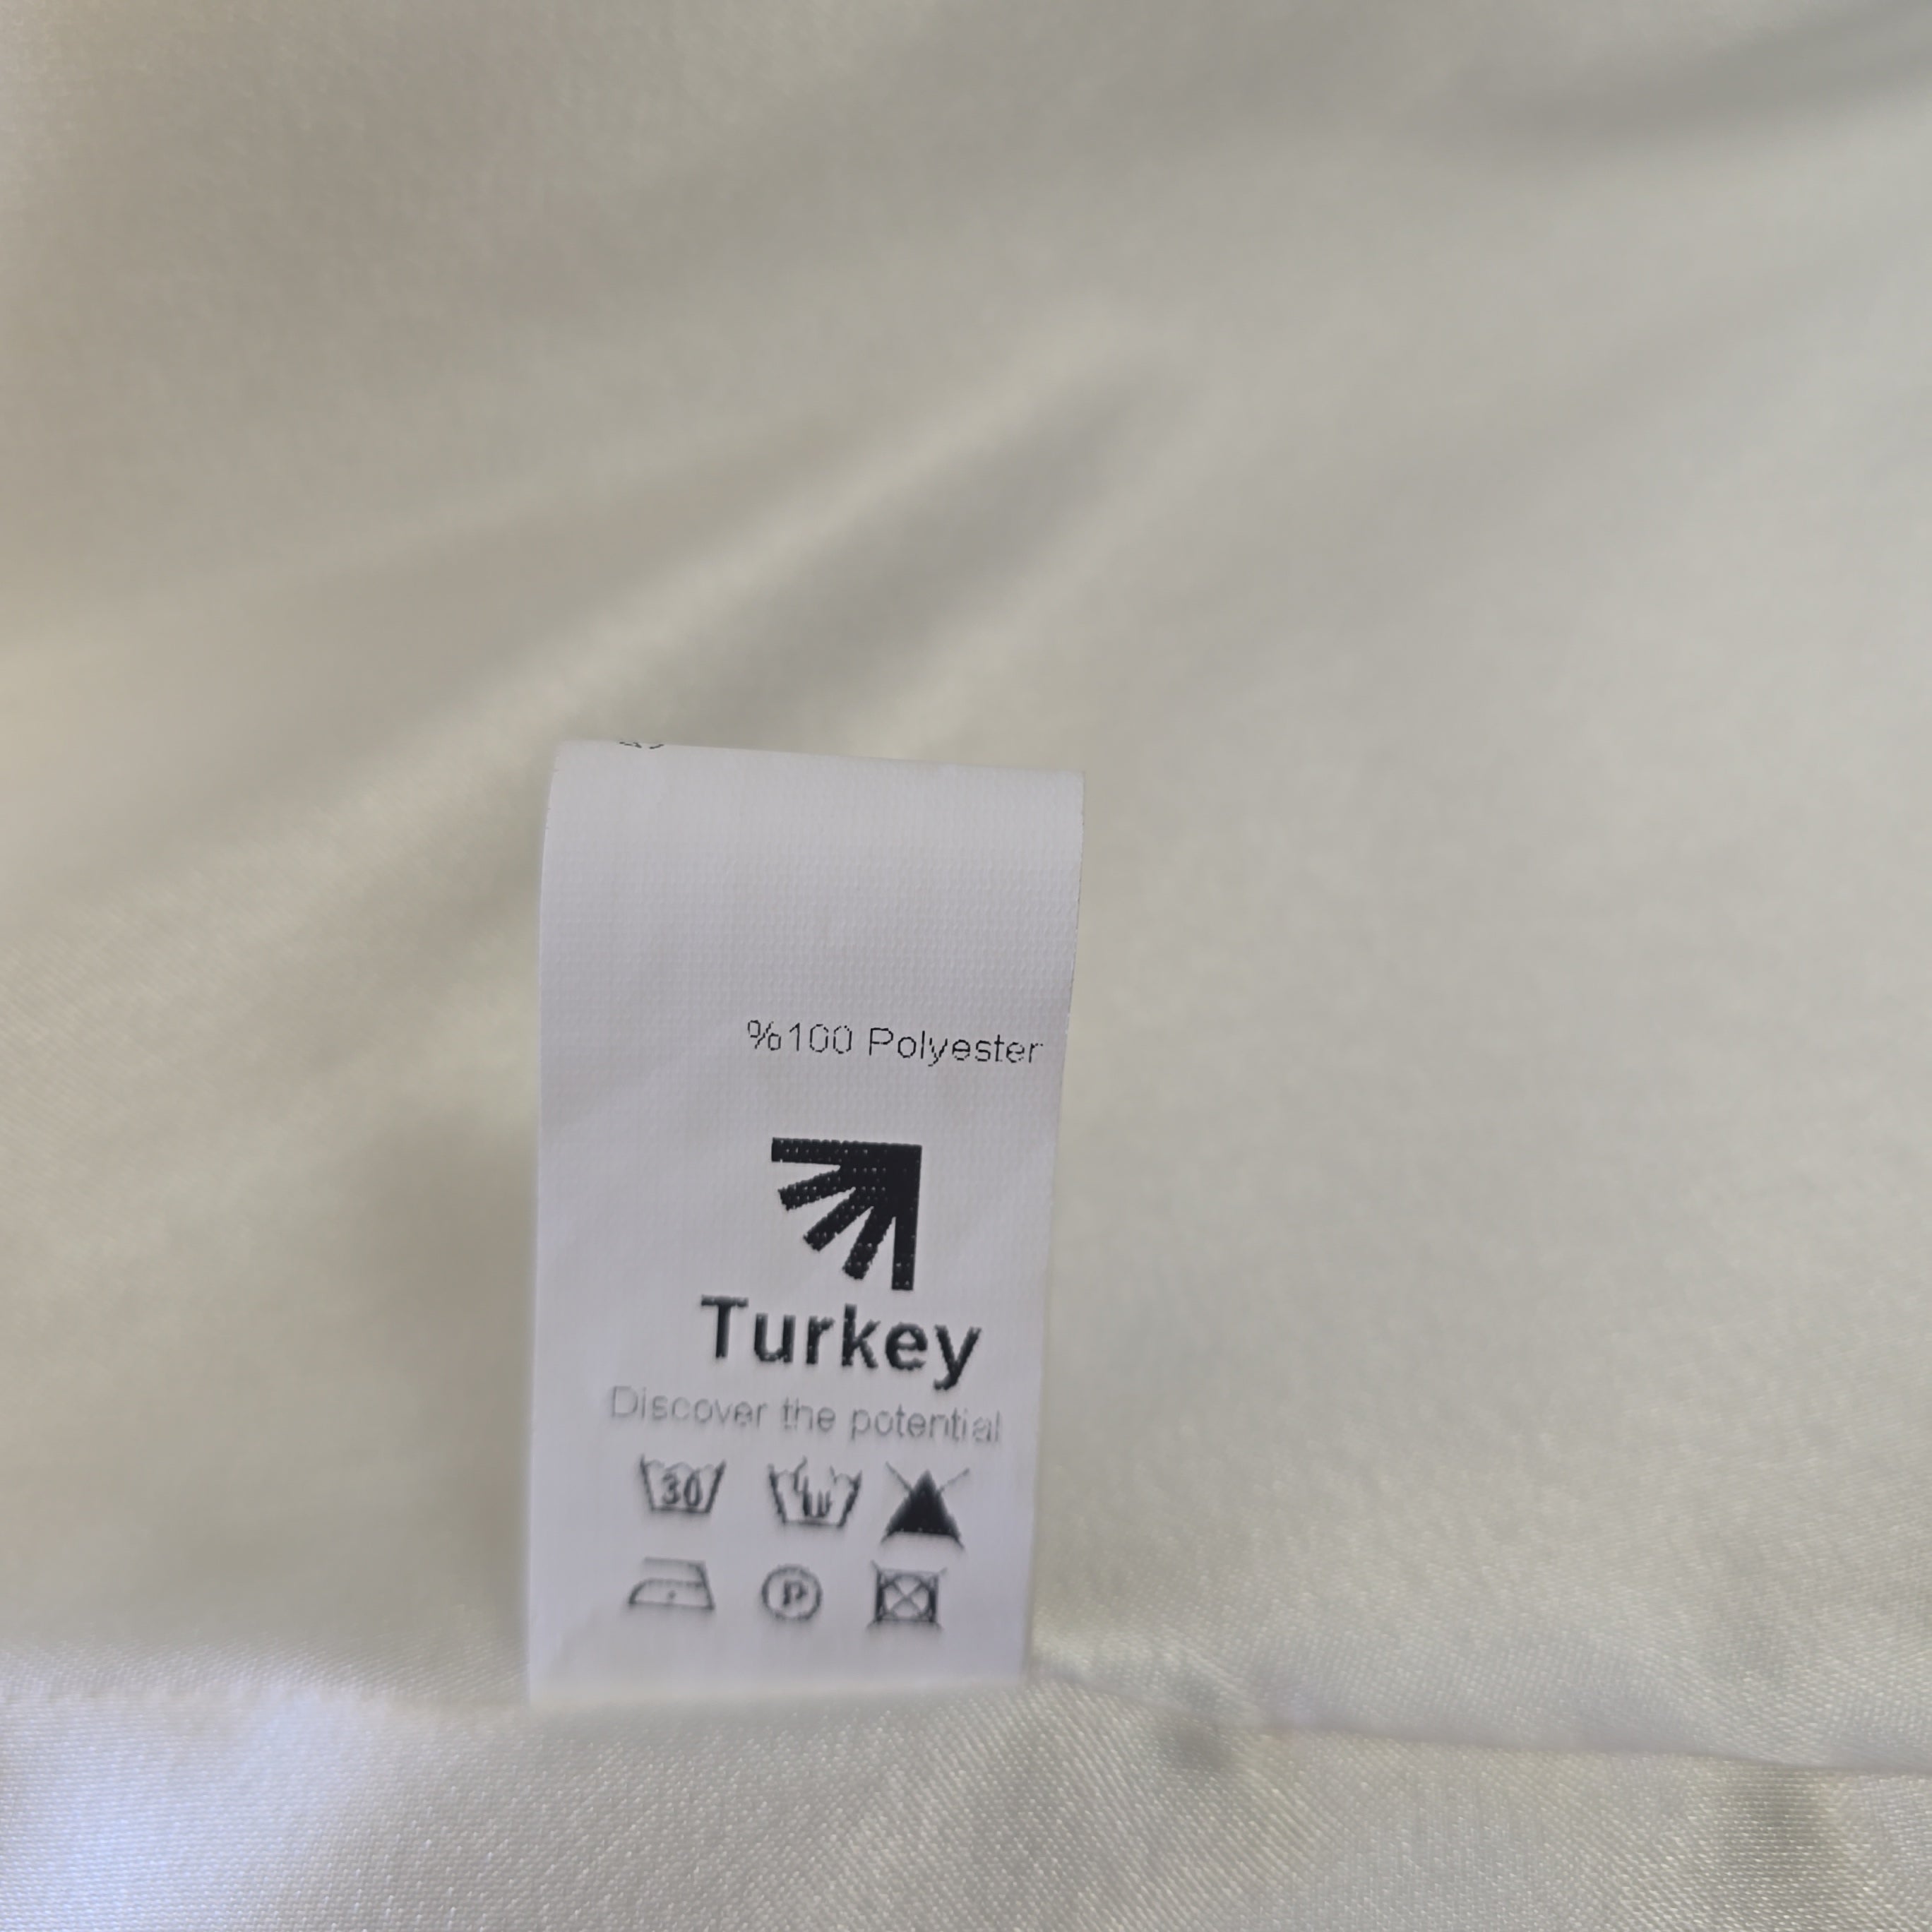 %100 Polyester
Turkey
Discover the potential
30
P